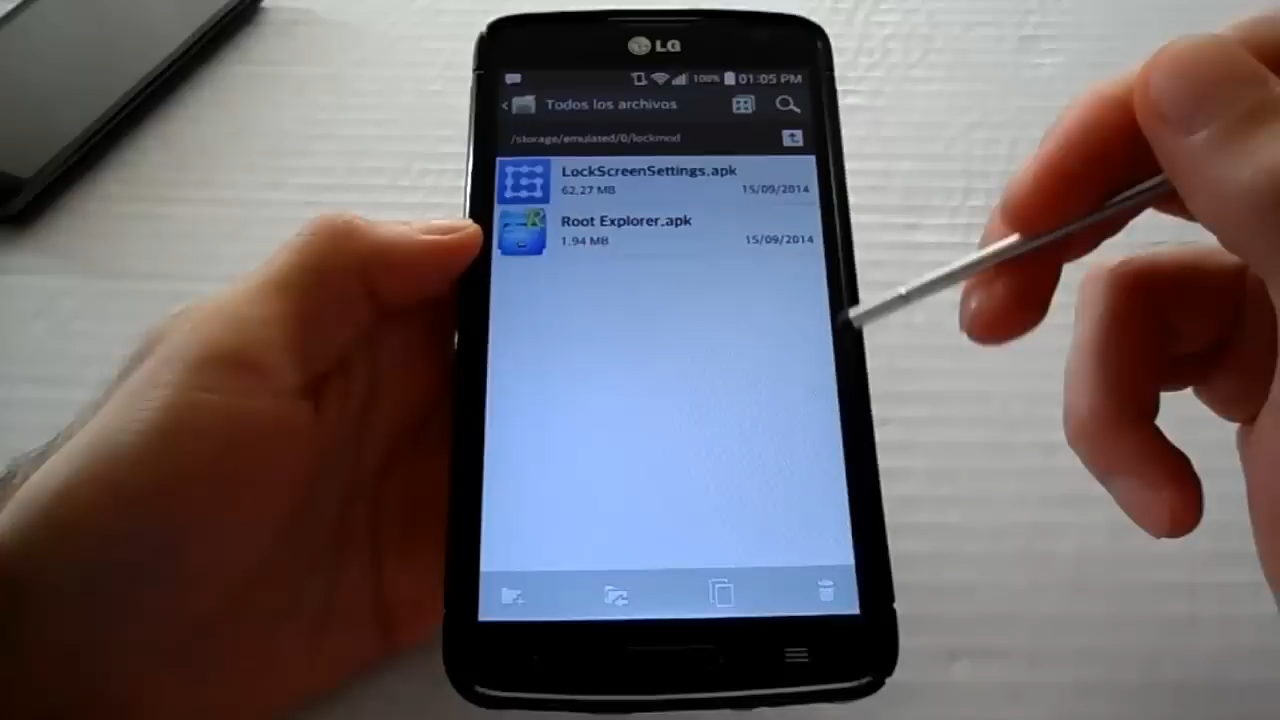 LG
100% 01:05 PM
Todos los archivos
/storage/emulated/0/lockmod
LockScreenSettings.apk
62,27 MB 15/09/2014
Root Explorer.apk
1.94 MB 15/09/2014